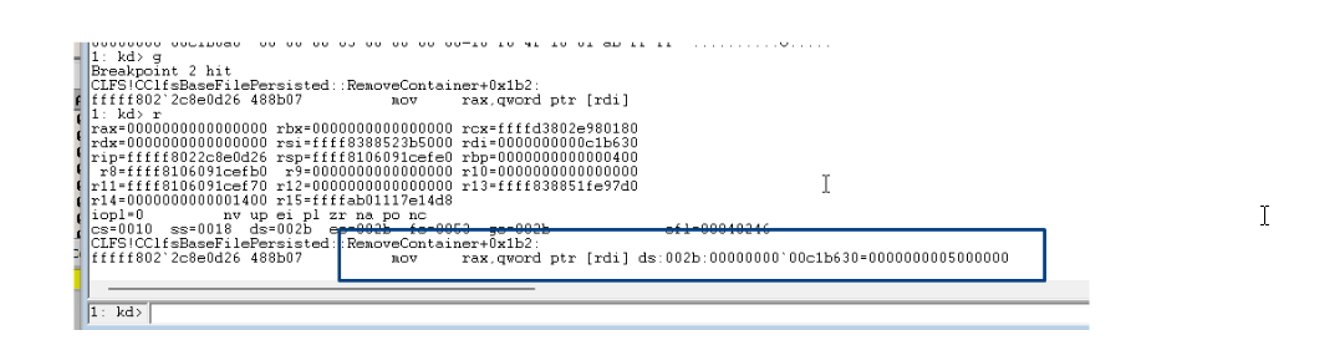 1: kd> g
Breakpoint 2 hit
CLFS!CClfsBaseFilePersisted::RemoveContainer+0x1b2:
fffff802`2c8e0d26 488b07          mov     rax,qword ptr [rdi]
1: kd> r
rax=0000000000000000 rbx=0000000000000000 rcx=ffffd3802e980180
rdx=0000000000000000 rsi=ffff8388523b5000 rdi=0000000000c1b630
rip=fffff8022c8e0d26 rsp=ffff8106091cefe0 rbp=0000000000000400
r8=ffff8106091cefb0  r9=0000000000000000 r10=0000000000000000
r11=ffff8106091cef70 r12=0000000000000000 r13=ffff838851fe97d0
r14=0000000000001400 r15=ffffab01117e14d8
iopl=0         nv up ei pl zr na po nc
cs=0010  ss=0018  ds=002b  es=002b  fs=0053  gs=002b             efl=00040246
CLFS!CClfsBaseFilePersisted::RemoveContainer+0x1b2:
fffff802`2c8e0d26 488b07          mov     rax,qword ptr [rdi] ds:002b:00000000`00c1b630=0000000005000000
1: kd>